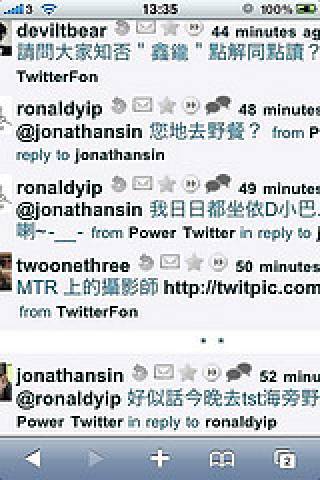 3 13:35 100%
deviltbear 44 minutes ag
請問大家知否＂鑫鑶＂點解同點讀？
TwitterFon
ronaldyip 48 minutes
@jonathansin 您地去野餐？ from P
reply to jonathansin
ronaldyip 49 minutes
@jonathansin 我日日都坐依D小巴.
喇~-__- from Power Twitter in reply to j
twoonethree 50 minutes
MTR 上的攝影師 http://twitpic.com
from TwitterFon
jonathansin 52 minu
@ronaldyip 好似話今晚去tst海旁野
Power Twitter in reply to ronaldyip
2